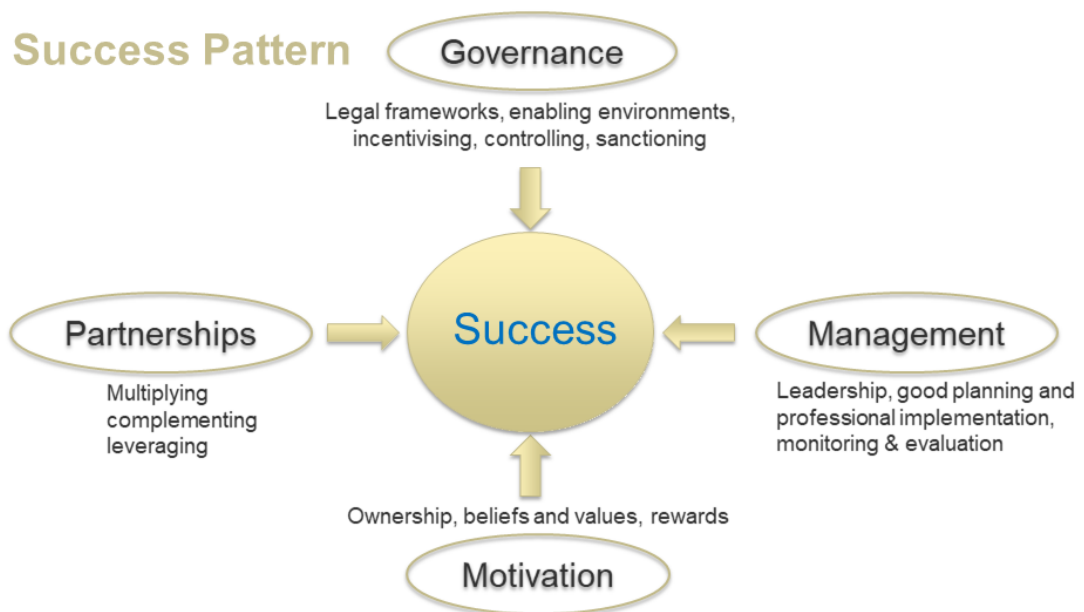 Success Pattern
Governance
Legal frameworks, enabling environments,
incentivising, controlling, sanctioning
Partnerships
Multiplying
complementing
leveraging
Success
Management
Leadership, good planning and
professional implementation,
monitoring & evaluation
Ownership, beliefs and values, rewards
Motivation